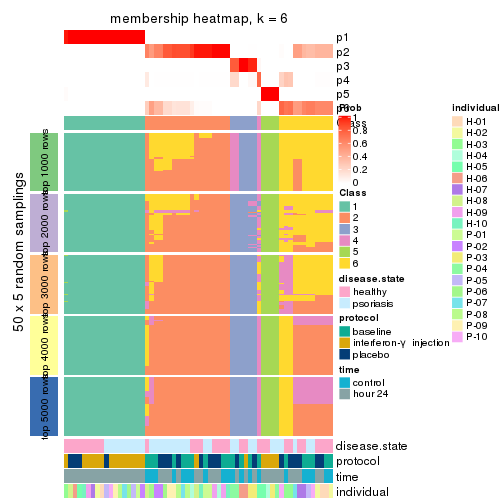 membership heatmap, k = 6
p1
p2
p3
p4
p5
Prob
1
0.8
0.6
0.4
0.2
0
Class
1
2
3
4
5
6
disease.state
healthy
psoriasis
protocol
baseline
interferon-γ injection
placebo
time
control
hour 24
individual
H-01
H-02
H-03
H-04
H-05
H-06
H-07
H-08
H-09
H-10
P-01
P-02
P-03
P-04
P-05
P-06
P-07
P-08
P-09
P-10
50 x 5 random samplings
top 1000 rows
top 2000 rows
top 3000 rows
top 4000 rows
top 5000 rows
disease.state
protocol
time
individual